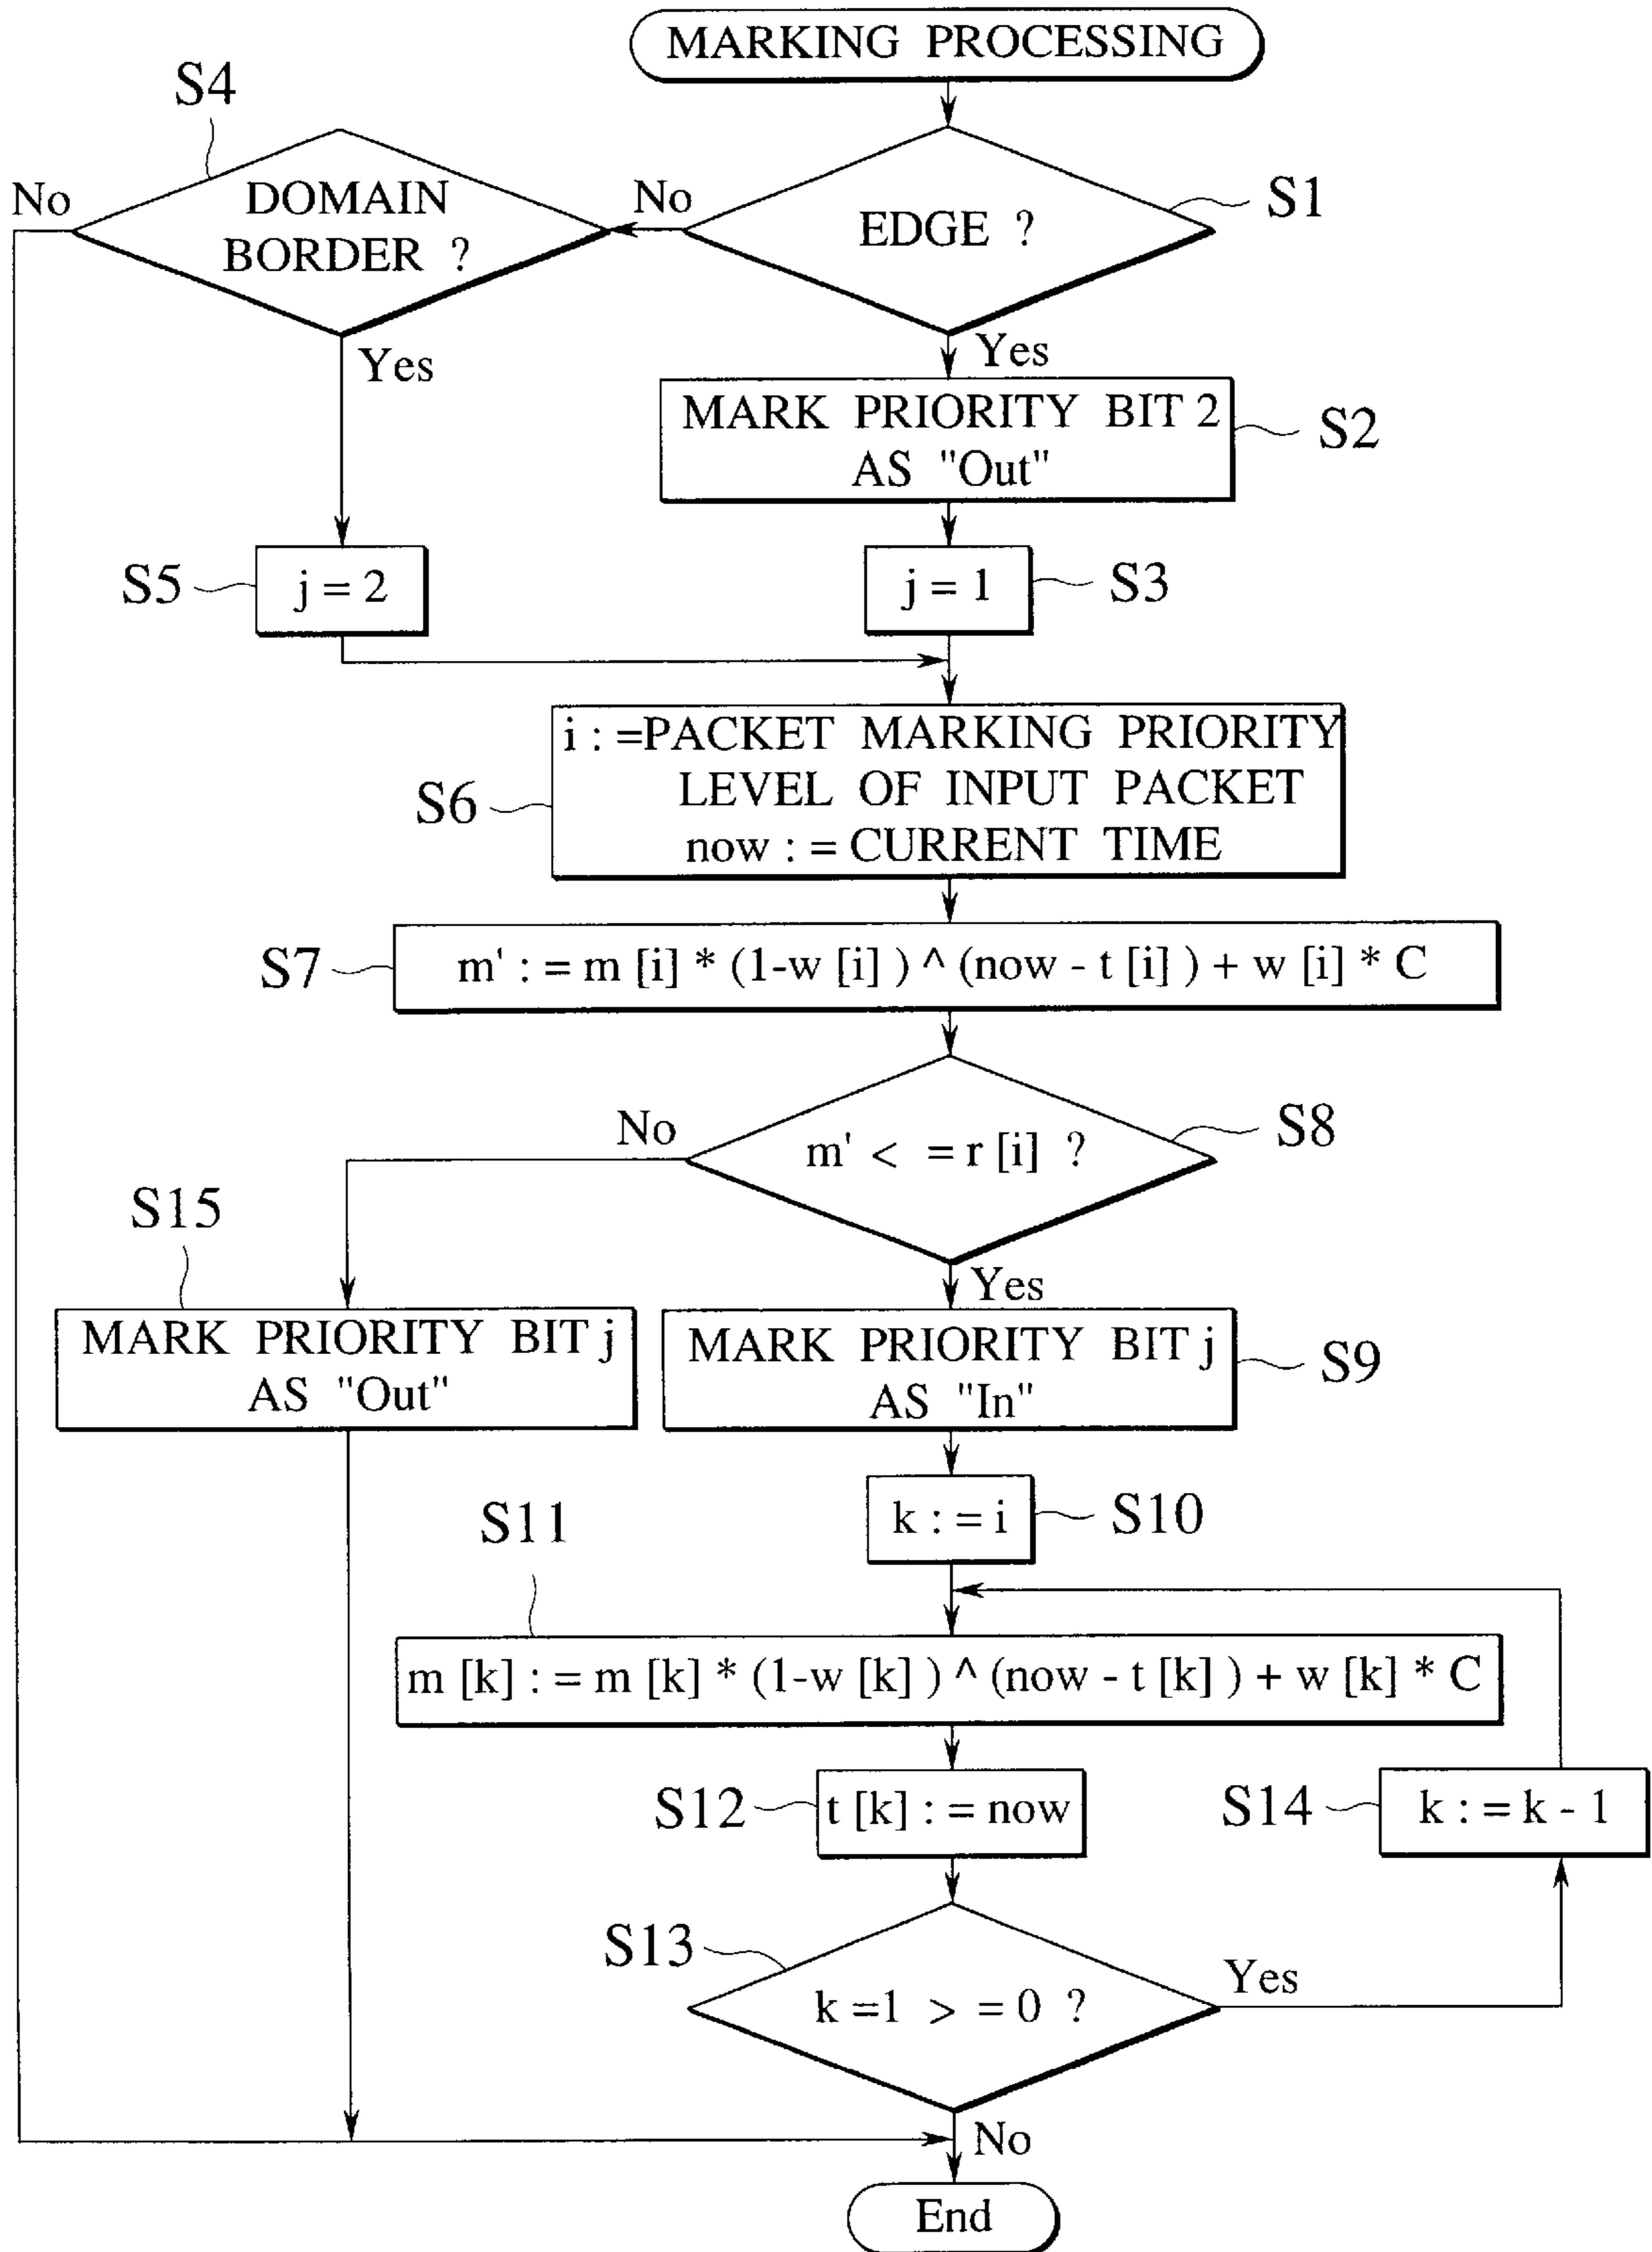 MARKING PROCESSING
S4
No
DOMAIN
BORDER ?
No
EDGE ?
S1
Yes
Yes
MARK PRIORITY BIT 2
AS "Out"
S2
S5
j = 2
j = 1
S3
i : =PACKET MARKING PRIORITY
LEVEL OF INPUT PACKET
now : = CURRENT TIME
S6
S7
m' : = m [i] * (1-w [i] ) ^ (now - t [i] ) + w [i] * C
No
m' < = r [i] ?
S8
Yes
S15
MARK PRIORITY BIT j
AS "Out"
MARK PRIORITY BIT j
AS "In"
S9
k : = i
S10
S11
m [k] : = m [k] * (1-w [k] ) ^ (now - t [k] ) + w [k] * C
S12
t [k] : = now
S14
k : = k - 1
S13
k =1 > = 0 ?
Yes
No
End